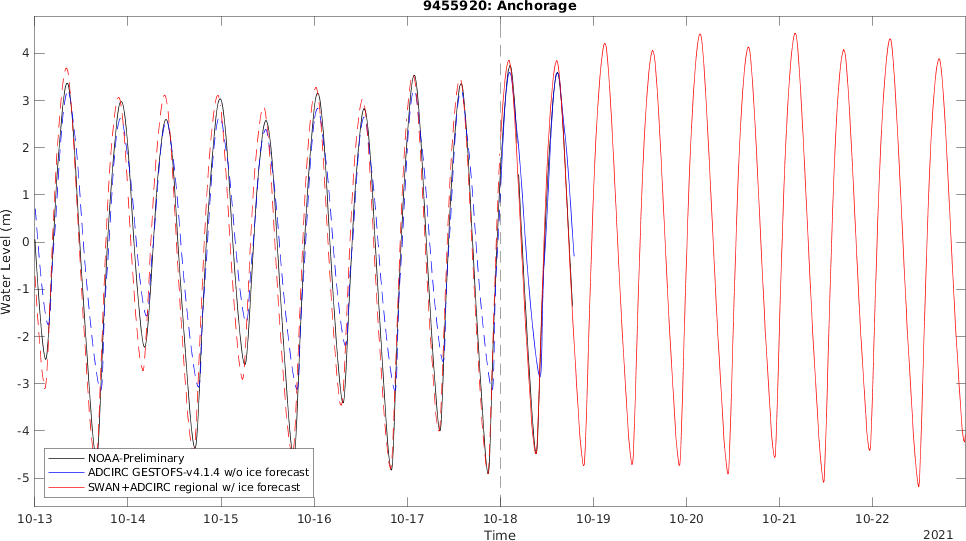 9455920: Anchorage
Water Level (m)
4
3
2
1
0
-1
-2
-3
-4
-5
NOAA-Preliminary
ADCIRC GESTOFS-v4.1.4 w/o ice forecast
SWAN+ADCIRC regional w/ ice forecast
10-13 10-14 10-15 10-16 10-17 10-18 10-19 10-20 10-21 10-22
Time
2021